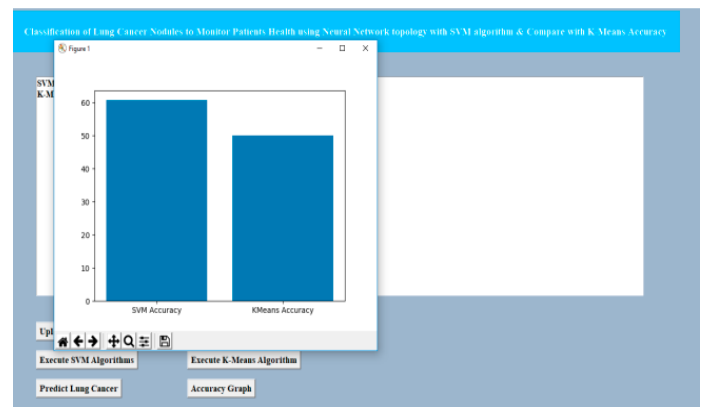 Classification of Lung Cancer Nodules to Monitor Patients Health using Neural Network topology with SVM algorithm & Compare with K-Means Accuracy
Figure 1
SVM
K-M
60
50
40
30
20
10
0
SVM Accuracy
KMeans Accuracy
Upl
Execute SVM Algorithms
Execute K-Means Algorithm
Predict Lung Cancer
Accuracy Graph